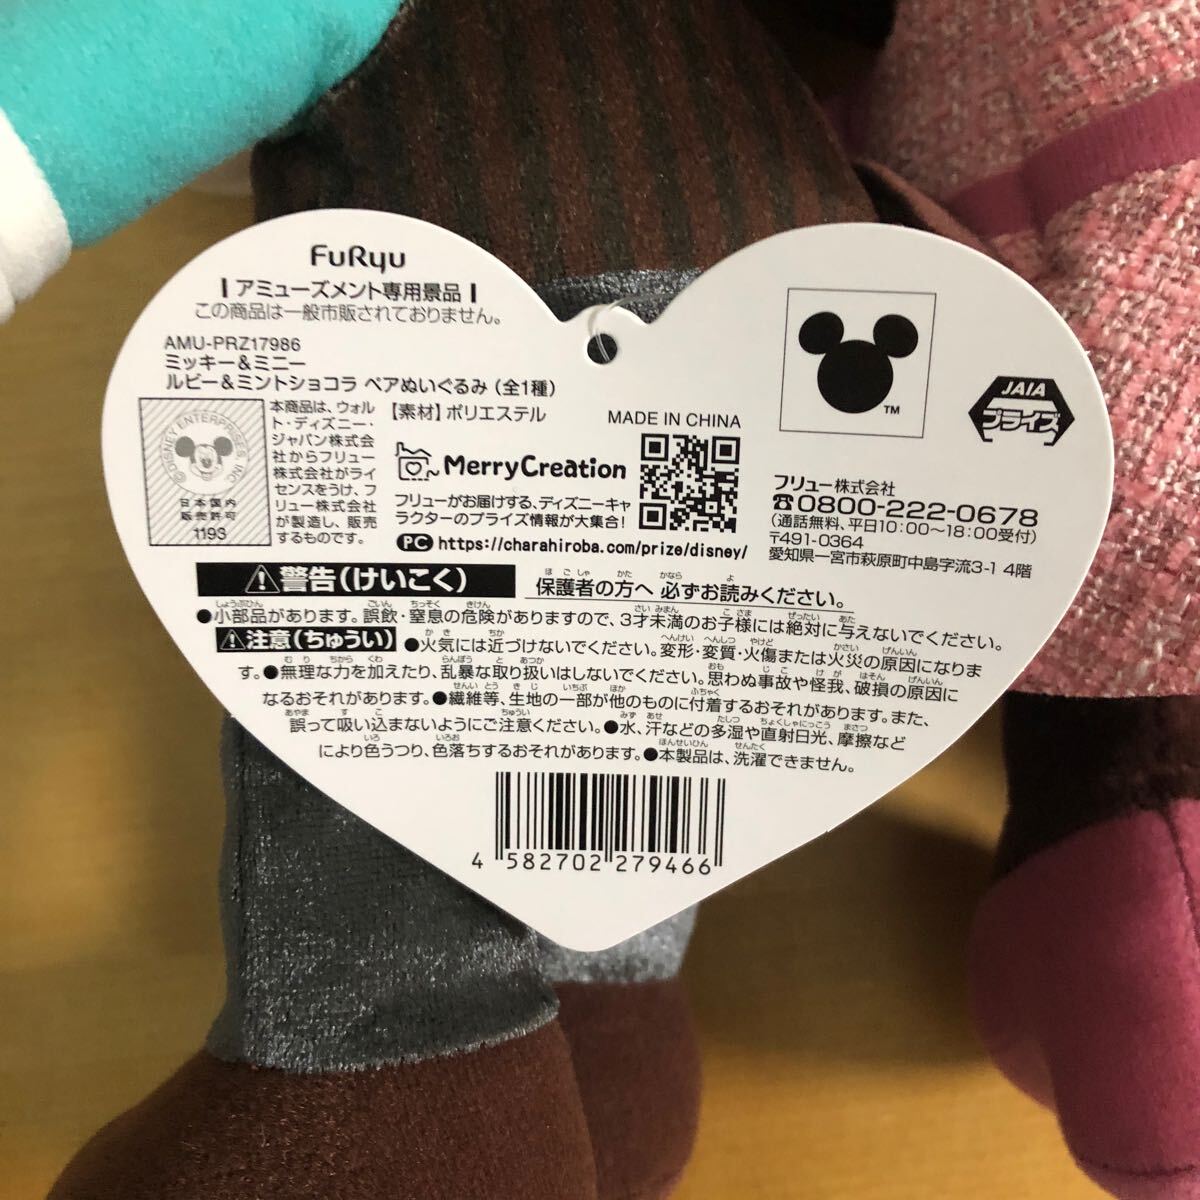 FuRyu
アミューズメント専用景品
この商品は一般市販されておりません。
AMU-PRZ17986
ミッキー&ミニー
ルビー&ミントショコラ ペアぬいぐるみ(全1種)
©DISNEY ENTERPRISES INC.
日本国内
販売許可
1193
本商品は、ウォル
ト・ディズニー・
ジャパン株式会
社からフリュー
株式会社がライ
センスをうけ、フ
リュー株式会社
が製造し、販売
するものです。
【素材】ポリエステル
MADE IN CHINA
MerryCreation
フリューがお届けする、ディズニーキャ
ラクターのプライズ情報が大集合!
PC https://charahiroba.com/prize/disney/
TM
JAIA
プライズ
フリュー株式会社
☎0800-222-0678
(通話無料、平日10:00〜18:00受付)
〒491-0364
愛知県一宮市萩原町中島字流3-1 4階
⚠警告(けいこく) 保護者の方へ 必ずお読みください。
●小部品があります。誤飲・窒息の危険がありますので、3才未満のお子様には絶対に与えないでください。
⚠注意(ちゅうい) ●火気には近づけないでください。変形・変質・火傷または火災の原因になりま
す。●無理な力を加えたり、乱暴な取り扱いはしないでください。思わぬ事故や怪我、破損の原因に
なるおそれがあります。●繊維等、生地の一部が他のものに付着するおそれがあります。また、
誤って吸い込まないようにご注意ください。●水、汗などの多湿や直射日光、摩擦など
により色うつり、色落ちするおそれがあります。●本製品は、洗濯できません。
4 582702 279466